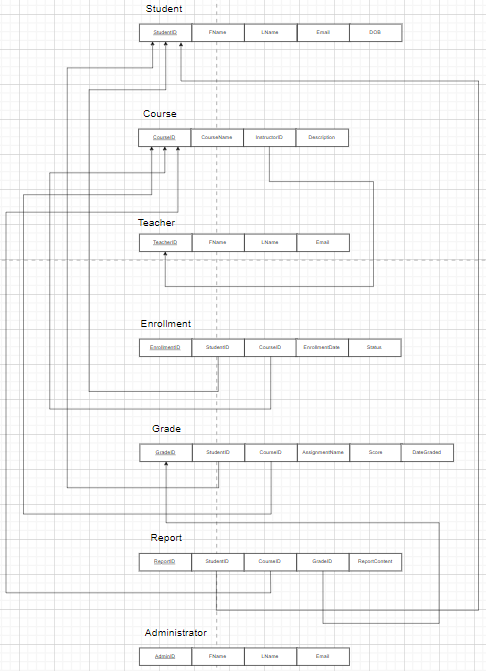 Student
StudentID FName LName Email DOB
Course
CourseID CourseName InstructorID Description
Teacher
TeacherID FName LName Email
Enrollment
EnrollmentID StudentID CourseID EnrollmentDate Status
Grade
GradeID StudentID CourseID AssignmentName Score DateGraded
Report
ReportID StudentID CourseID GradeID ReportContent
Administrator
AdminID FName LName Email